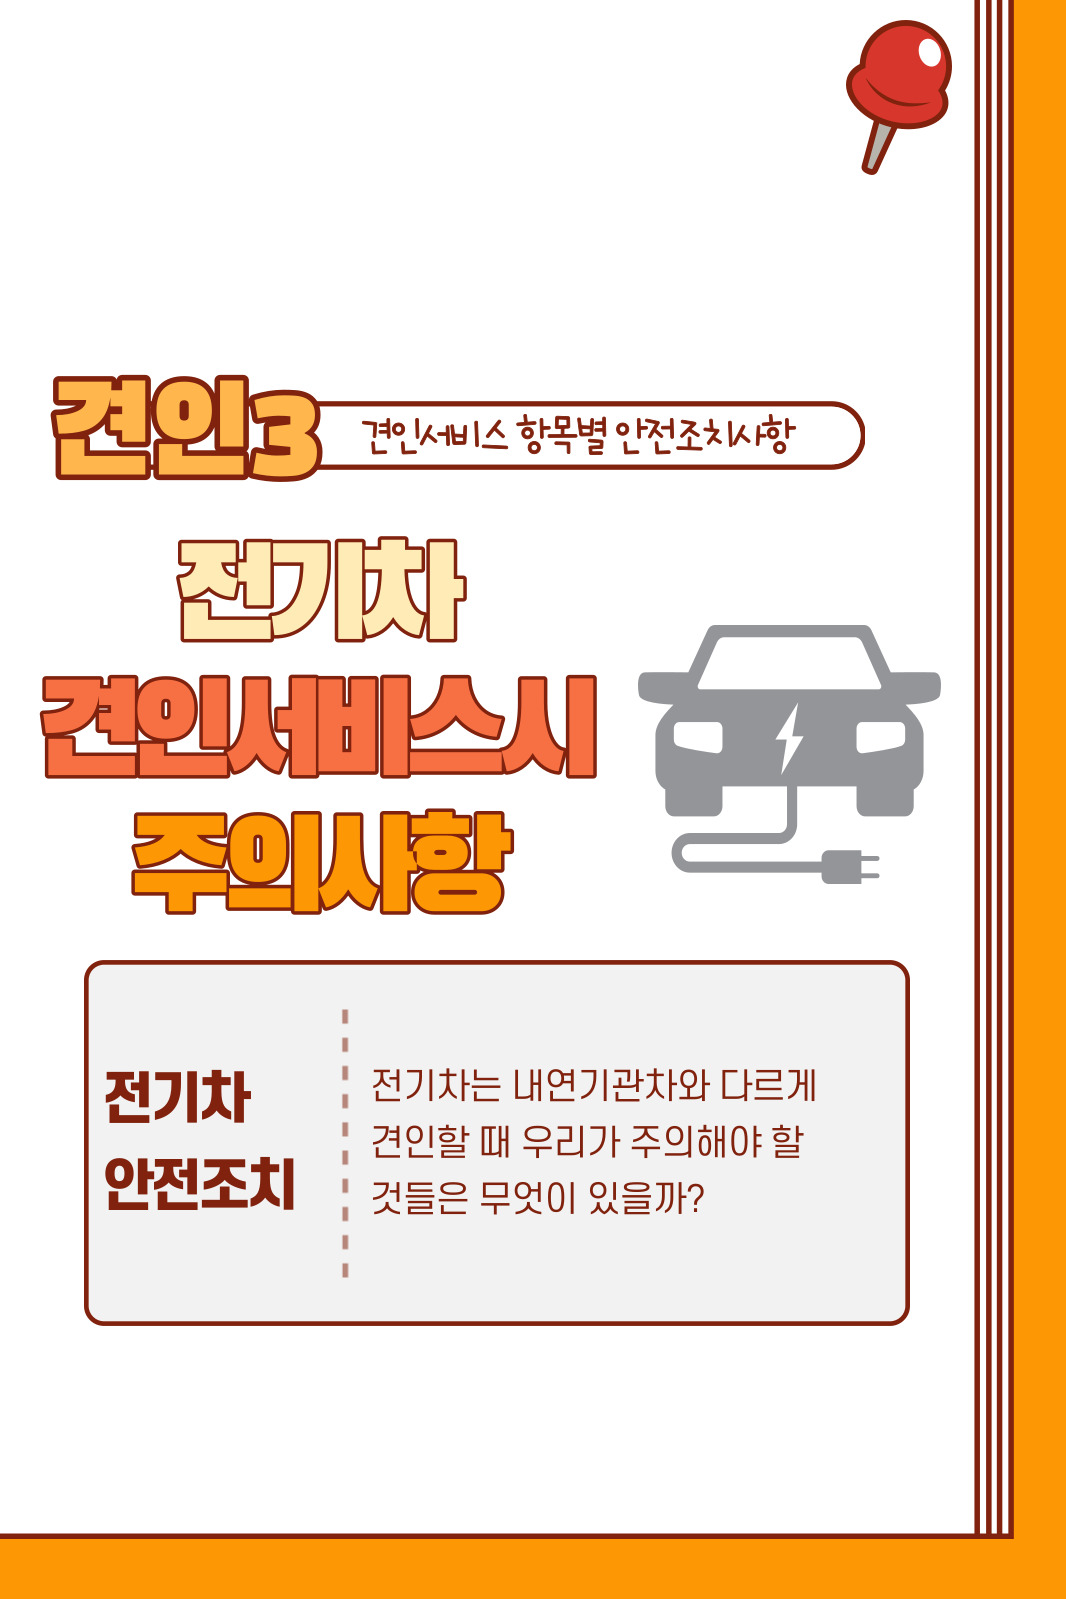 견인3
견인서비스 항목별 안전조치사항
전기차
견인서비스시
주의사항
전기차
안전조치
전기차는 내연기관차와 다르게
견인할 때 우리가 주의해야 할
것들은 무엇이 있을까?